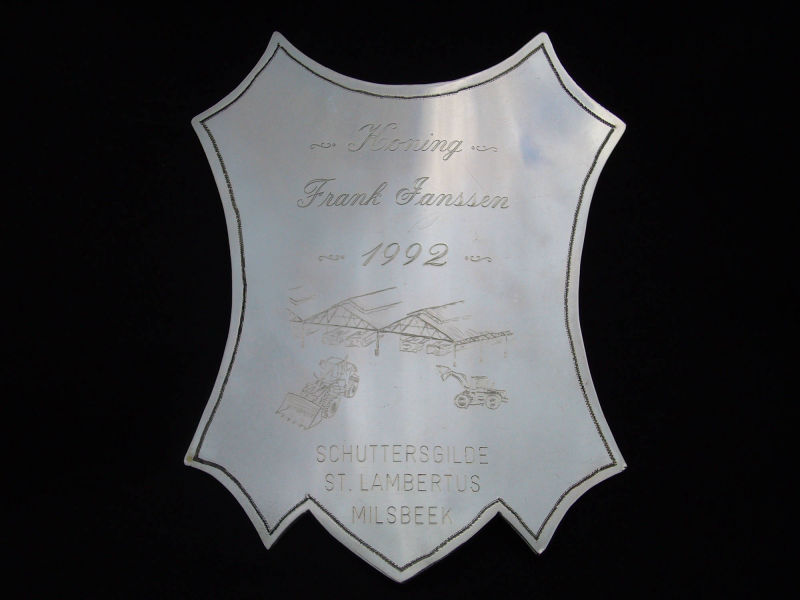 Koning
Frank Janssen
1992
SCHUTTERSGILDE
ST. LAMBERTUS
MILSBEEK